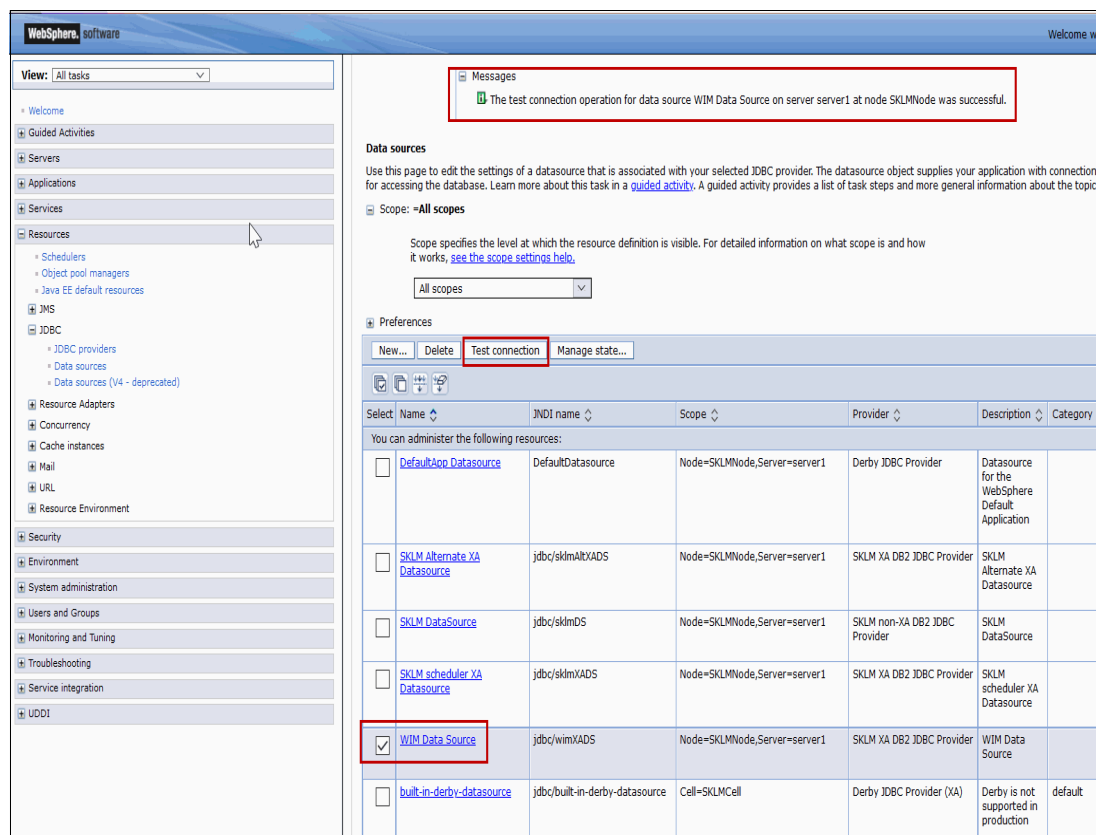 WebSphere. software
Welcome w
View: All tasks
Welcome
Guided Activities
Servers
Applications
Services
Resources
Schedulers
Object pool managers
Java EE default resources
JMS
JDBC
JDBC providers
Data sources
Data sources (V4 - deprecated)
Resource Adapters
Concurrency
Cache instances
Mail
URL
Resource Environment
Security
Environment
System administration
Users and Groups
Monitoring and Tuning
Troubleshooting
Service integration
UDDI
Messages
The test connection operation for data source WIM Data Source on server server1 at node SKLMNode was successful.
Data sources
Use this page to edit the settings of a datasource that is associated with your selected JDBC provider. The datasource object supplies your application with connection
for accessing the database. Learn more about this task in a guided activity. A guided activity provides a list of task steps and more general information about the topic
Scope: =All scopes
Scope specifies the level at which the resource definition is visible. For detailed information on what scope is and how
it works, see the scope settings help.
All scopes
Preferences
New... Delete Test connection Manage state...
Select Name JNDI name Scope Provider Description Category
You can administer the following resources:
DefaultApp Datasource DefaultDatasource Node=SKLMNode,Server=server1 Derby JDBC Provider Datasource
for the
WebSphere
Default
Application
SKLM Alternate XA jdbc/sklmAltXADS Node=SKLMNode,Server=server1 SKLM XA DB2 JDBC Provider SKLM
Datasource Alternate XA
Datasource
SKLM DataSource jdbc/sklmDS Node=SKLMNode,Server=server1 SKLM non-XA DB2 JDBC SKLM
Provider DataSource
SKLM scheduler XA jdbc/sklmXADS Node=SKLMNode,Server=server1 SKLM XA DB2 JDBC Provider SKLM
Datasource scheduler XA
Datasource
WIM Data Source jdbc/wimXADS Node=SKLMNode,Server=server1 SKLM XA DB2 JDBC Provider WIM Data
Source
built-in-derby-datasource jdbc/built-in-derby-datasource Cell=SKLMCell Derby JDBC Provider (XA) Derby is not default
supported in
production